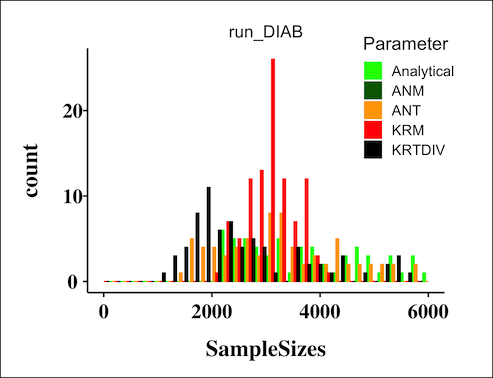 run_DIAB
Parameter
Analytical
ANM
ANT
KRM
KRTDIV
count
20
10
0
0 2000 4000 6000
SampleSizes